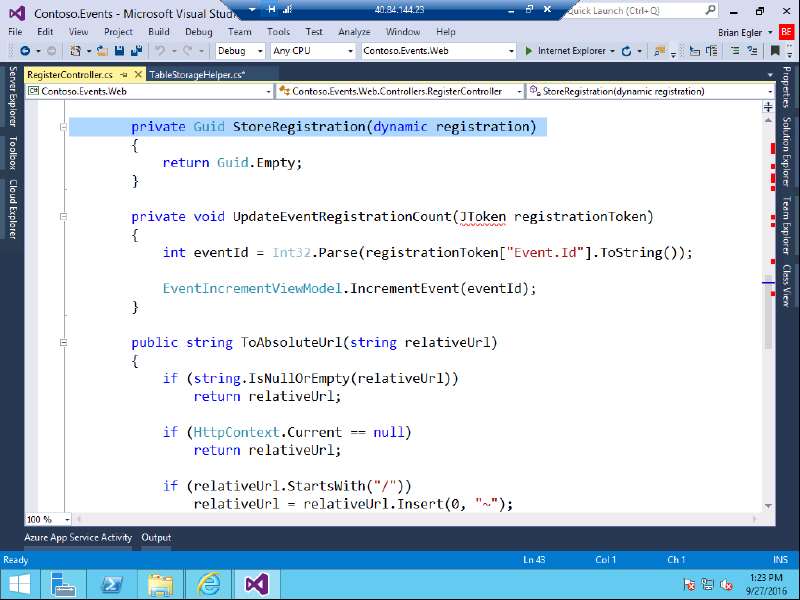 Contoso.Events - Microsoft Visual Studi
40.84.144.23
Quick Launch (Ctrl+Q)
File Edit View Project Build Debug Team Tools Test Analyze Window Help
Brian Egler BE
Debug Any CPU Contoso.Events.Web Internet Explorer
RegisterController.cs TableStorageHelper.cs*
Contoso.Events.Web Contoso.Events.Web.Controllers.RegisterController StoreRegistration(dynamic registration)
Server Explorer
Toolbox
Cloud Explorer
private Guid StoreRegistration(dynamic registration)
{
return Guid.Empty;
}
private void UpdateEventRegistrationCount(JToken registrationToken)
{
int eventId = Int32.Parse(registrationToken["Event.Id"].ToString());
EventIncrementViewModel.IncrementEvent(eventId);
}
public string ToAbsoluteUrl(string relativeUrl)
{
if (string.IsNullOrEmpty(relativeUrl))
return relativeUrl;
if (HttpContext.Current == null)
return relativeUrl;
if (relativeUrl.StartsWith("/"))
relativeUrl = relativeUrl.Insert(0, "~");
Properties
Solution Explorer
Team Explorer
Class View
100 %
Azure App Service Activity Output
Ready Ln 43 Col 1 Ch 1 INS
1:23 PM
9/27/2016